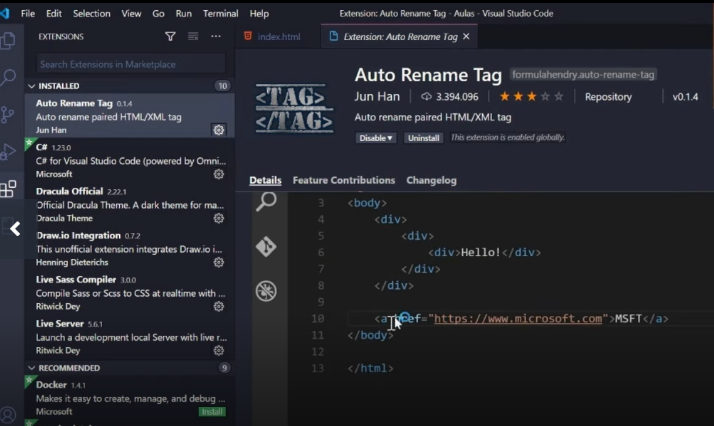 File Edit Selection View Go Run Terminal Help Extension: Auto Rename Tag - Aulas - Visual Studio Code
EXTENSIONS
Search Extensions in Marketplace
INSTALLED 10
Auto Rename Tag 0.1.4
Auto rename paired HTML/XML tag
Jun Han
C# 1.23.0
C# for Visual Studio Code (powered by Omni...
Microsoft
Dracula Official 2.22.1
Official Dracula Theme. A dark theme for ma...
Dracula Theme
Draw.io Integration 0.7.2
This unofficial extension integrates Draw.io i...
Henning Dieterichs
Live Sass Compiler 3.0.0
Compile Sass or Scss to CSS at realtime with ...
Ritwick Dey
Live Server 5.6.1
Launch a development local Server with live r...
Ritwick Dey
RECOMMENDED 9
Docker 1.4.1
Makes it easy to create, manage, and debug ...
Microsoft Install
index.html Extension: Auto Rename Tag
<TAG>
</TAG>
Auto Rename Tag formulahendry.auto-rename-tag
Jun Han 3.394.096 Repository v0.1.4
Auto rename paired HTML/XML tag
Disable Uninstall This extension is enabled globally.
Details Feature Contributions Changelog
3 <body>
4 <div>
5 <div>
6 <div>Hello!</div>
7 </div>
8 </div>
9
10 <a href="https://www.microsoft.com">MSFT</a>
11 </body>
12
13 </html>